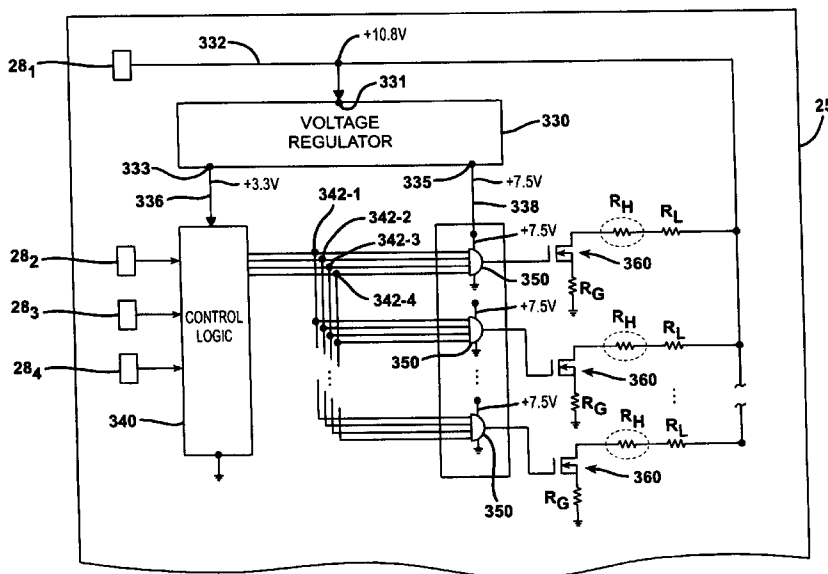 +10.8V
332
28₁
331
VOLTAGE
REGULATOR
330
25
333
335
+3.3V
+7.5V
336
342-1
338
342-2
342-3
+7.5V
R_H
R_L
28₂
350
360
342-4
R_G
28₃
CONTROL
LOGIC
+7.5V
R_H
R_L
28₄
350
360
R_G
+7.5V
R_H
R_L
340
360
350
R_G